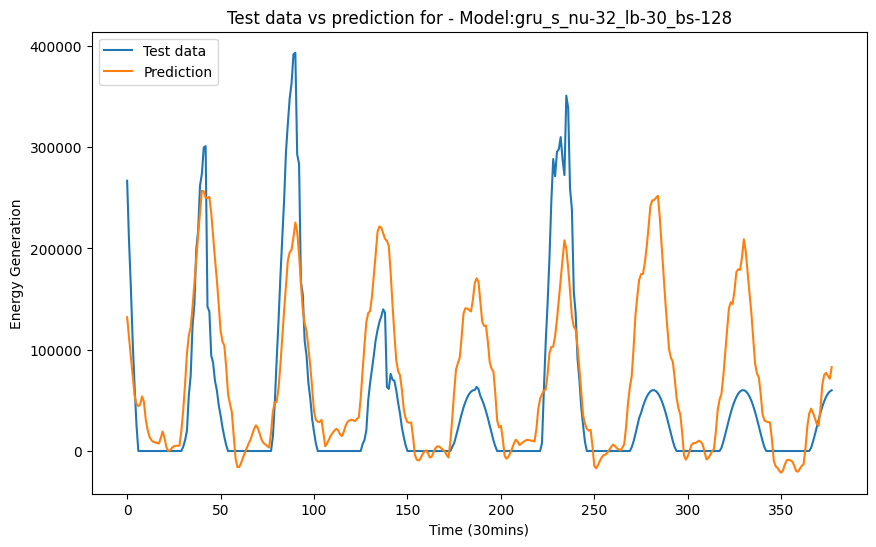 Test data vs prediction for - Model:gru_s_nu-32_lb-30_bs-128
Test data
Prediction
400000
300000
200000
100000
0
Energy Generation
0 50 100 150 200 250 300 350
Time (30mins)